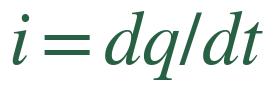 i = dq/dt